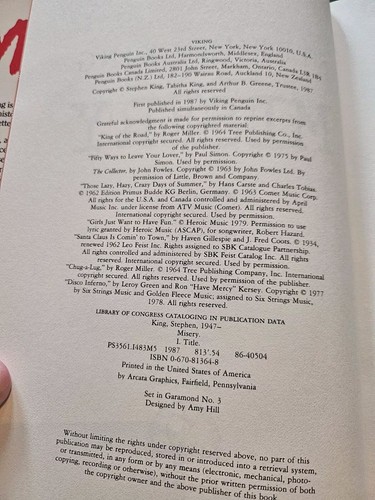 VIKING
Viking Penguin Inc., 40 West 23rd Street, New York, New York 10010, U.S.A.
Penguin Books Ltd, Harmondsworth, Middlesex, England
Penguin Books Australia Ltd, Ringwood, Victoria, Australia
Penguin Books Canada Limited, 2801 John Street, Markham, Ontario, Canada L3R 1B4
Penguin Books (N.Z.) Ltd, 182–190 Wairau Road, Auckland 10, New Zealand
Copyright © Stephen King, Tabitha King, and Arthur B. Greene, Trustee, 1987
All rights reserved
First published in 1987 by Viking Penguin Inc.
Published simultaneously in Canada
Grateful acknowledgment is made for permission to reprint excerpts from
the following copyrighted material:
"King of the Road," by Roger Miller. © 1964 Tree Publishing Co., Inc.
International copyright secured. All rights reserved. Used by permission
of the publisher.
"Fifty Ways to Leave Your Lover," by Paul Simon. Copyright © 1975 by Paul
Simon. Used by permission.
The Collector, by John Fowles. Copyright © 1963 by John Fowles Ltd. By
permission of Little, Brown and Company.
"Those Lazy, Hazy, Crazy Days of Summer," by Hans Carste and Charles Tobias.
© 1962 Edition Primus Budde KG Berlin, Germany. © 1963 Comet Music Corp.
All rights for the U.S. and Canada controlled and administered by April
Music Inc. under license from ATV Music (Comet). All rights reserved.
International copyright secured. Used by permission.
"Girls Just Want to Have Fun." © Heroic Music 1979. Permission to use
lyric granted by Heroic Music (ASCAP), for songwriter, Robert Hazard.
"Santa Claus is Comin' to Town," by Haven Gillespie and J. Fred Coots. © 1934,
renewed 1962 Leo Feist Inc. Rights assigned to SBK Catalogue Partnership.
All rights controlled and administered by SBK Feist Catalog Inc. All rights
reserved. International copyright secured. Used by permission.
"Chug-a-Lug," by Roger Miller. © 1964 Tree Publishing Company, Inc. International
copyright secured. All rights reserved. Used by permission of the publisher.
"Disco Inferno," by Leroy Green and Ron "Have Mercy" Kersey. Copyright © 1977
by Six Strings Music and Golden Fleece Music, assigned to Six Strings Music,
1978. All rights reserved.
LIBRARY OF CONGRESS CATALOGING IN PUBLICATION DATA
King, Stephen, 1947–
Misery.
I. Title.
PS3561.I483M5 1987 813'.54 86-40504
ISBN 0-670-81364-8
Printed in the United States of America
by Arcata Graphics, Fairfield, Pennsylvania
Set in Garamond No. 3
Designed by Amy Hill
Without limiting the rights under copyright reserved above, no part of this
publication may be reproduced, stored in or introduced into a retrieval system,
or transmitted, in any form or by any means (electronic, mechanical, photo-
copying, recording or otherwise), without the prior written permission of both
the copyright owner and the above publisher of this book.